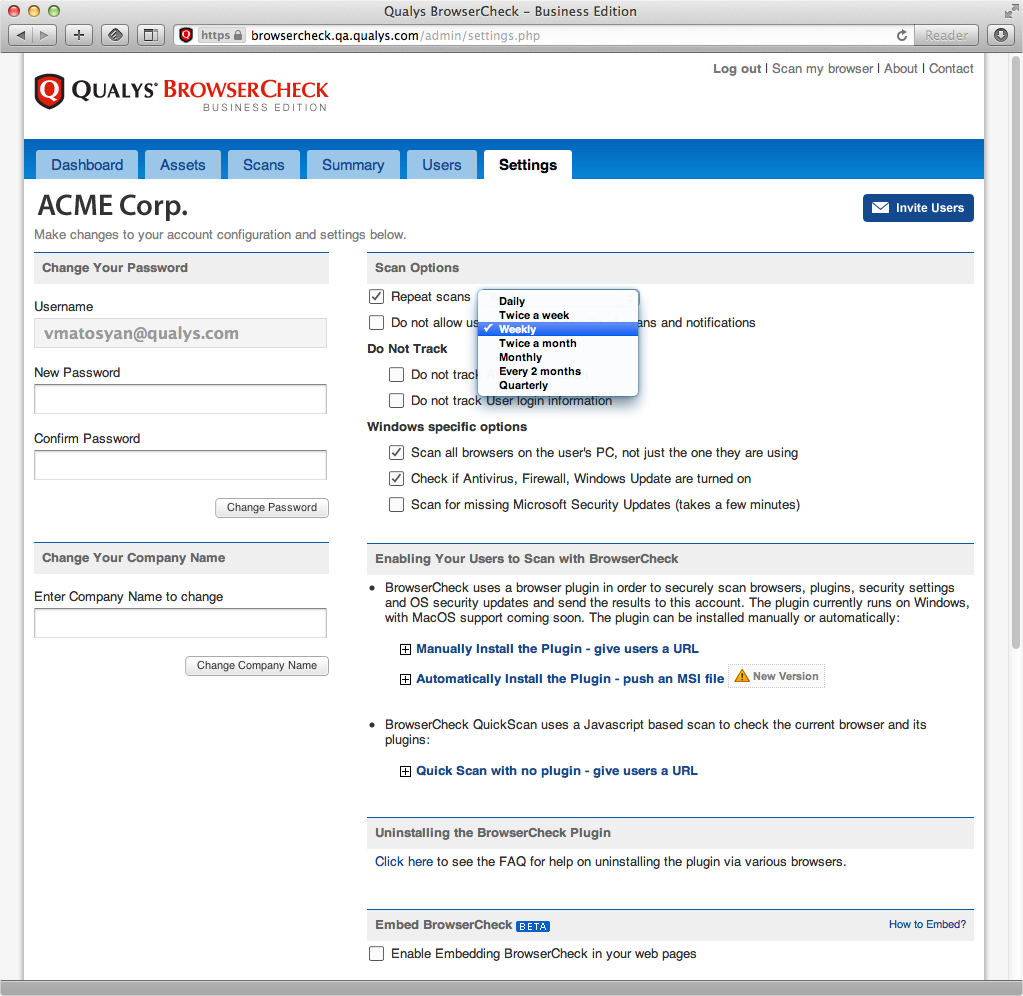 Qualys BrowserCheck – Business Edition
https browsercheck.qa.qualys.com/admin/settings.php Reader
Log out | Scan my browser | About | Contact
QUALYS® BROWSERCHECK
BUSINESS EDITION
Dashboard Assets Scans Summary Users Settings
ACME Corp.
Invite Users
Make changes to your account configuration and settings below.
Change Your Password
Username
vmatosyan@qualys.com
New Password
Confirm Password
Change Password
Change Your Company Name
Enter Company Name to change
Change Company Name
Scan Options
Repeat scans
Daily
Twice a week
Weekly
Twice a month
Monthly
Every 2 months
Quarterly
Do not allow us ans and notifications
Do Not Track
Do not track
Do not track User login information
Windows specific options
Scan all browsers on the user's PC, not just the one they are using
Check if Antivirus, Firewall, Windows Update are turned on
Scan for missing Microsoft Security Updates (takes a few minutes)
Enabling Your Users to Scan with BrowserCheck
• BrowserCheck uses a browser plugin in order to securely scan browsers, plugins, security settings
and OS security updates and send the results to this account. The plugin currently runs on Windows,
with MacOS support coming soon. The plugin can be installed manually or automatically:
Manually Install the Plugin - give users a URL
Automatically Install the Plugin - push an MSI file New Version
• BrowserCheck QuickScan uses a Javascript based scan to check the current browser and its
plugins:
Quick Scan with no plugin - give users a URL
Uninstalling the BrowserCheck Plugin
Click here to see the FAQ for help on uninstalling the plugin via various browsers.
Embed BrowserCheck BETA How to Embed?
Enable Embedding BrowserCheck in your web pages